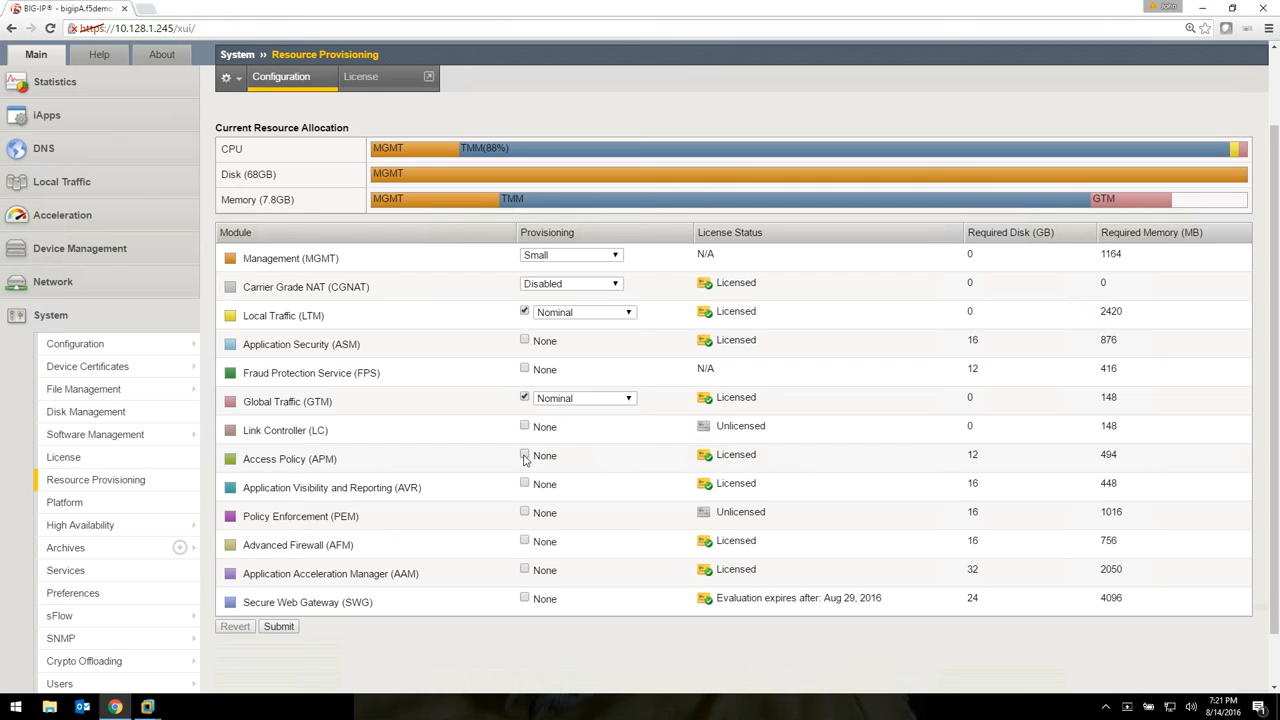 BIG-IP® - bigipA.f5demo.
John
https://10.128.1.245/xui/
Main
Help
About
System » Resource Provisioning
Statistics
Configuration
License
iApps
Current Resource Allocation
DNS
CPU
MGMT
TMM(88%)
Disk (68GB)
MGMT
Local Traffic
Memory (7.8GB)
MGMT
TMM
GTM
Acceleration
Module
Provisioning
License Status
Required Disk (GB)
Required Memory (MB)
Device Management
Management (MGMT)
Small
N/A
0
1164
Network
Carrier Grade NAT (CGNAT)
Disabled
Licensed
0
0
System
Local Traffic (LTM)
Nominal
Licensed
0
2420
Configuration
Application Security (ASM)
None
Licensed
16
876
Device Certificates
Fraud Protection Service (FPS)
None
N/A
12
416
File Management
Global Traffic (GTM)
Nominal
Licensed
0
148
Disk Management
Link Controller (LC)
None
Unlicensed
0
148
Software Management
License
Access Policy (APM)
None
Licensed
12
494
Resource Provisioning
Application Visibility and Reporting (AVR)
None
Licensed
16
448
Platform
Policy Enforcement (PEM)
None
Unlicensed
16
1016
High Availability
Archives
Advanced Firewall (AFM)
None
Licensed
16
756
Services
Application Acceleration Manager (AAM)
None
Licensed
32
2050
Preferences
Secure Web Gateway (SWG)
None
Evaluation expires after: Aug 29, 2016
24
4096
sFlow
Revert
Submit
SNMP
Crypto Offloading
Users
7:21 PM
8/14/2016